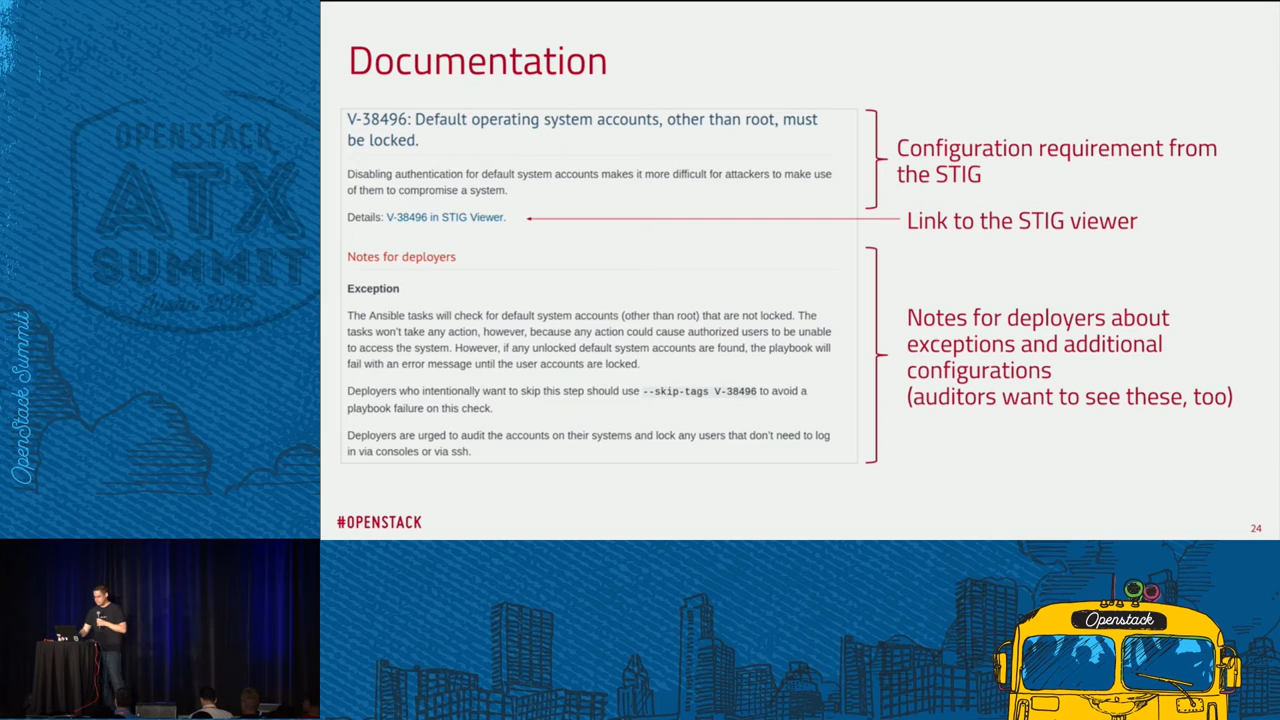 OPENSTACK
ATX
SUMMIT
Austin 2016
OpenStack Summit
Documentation
V-38496: Default operating system accounts, other than root, must
be locked.
Disabling authentication for default system accounts makes it more difficult for attackers to make use
of them to compromise a system.
Details: V-38496 in STIG Viewer.
Notes for deployers
Exception
The Ansible tasks will check for default system accounts (other than root) that are not locked. The
tasks won't take any action, however, because any action could cause authorized users to be unable
to access the system. However, if any unlocked default system accounts are found, the playbook will
fail with an error message until the user accounts are locked.
Deployers who intentionally want to skip this step should use --skip-tags V-38496 to avoid a
playbook failure on this check.
Deployers are urged to audit the accounts on their systems and lock any users that don't need to log
in via consoles or via ssh.
Configuration requirement from
the STIG
Link to the STIG viewer
Notes for deployers about
exceptions and additional
configurations
(auditors want to see these, too)
#OPENSTACK
24
Openstack